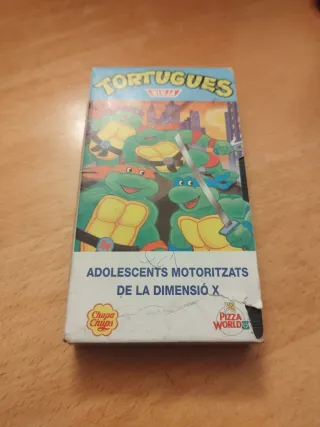 TORTUGUES
NINJA
ADOLESCENTS MOTORITZATS
DE LA DIMENSIÓ X
Chupa
Chups
PIZZA
WORLD